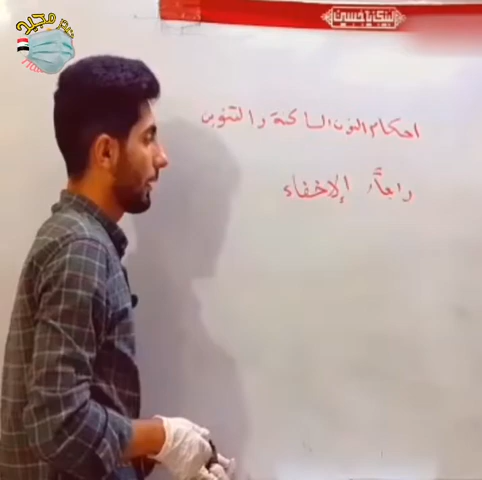 لبيك يا حسين
احكام النون الساكنة والتنوين
رابعاً/ الإخفاء